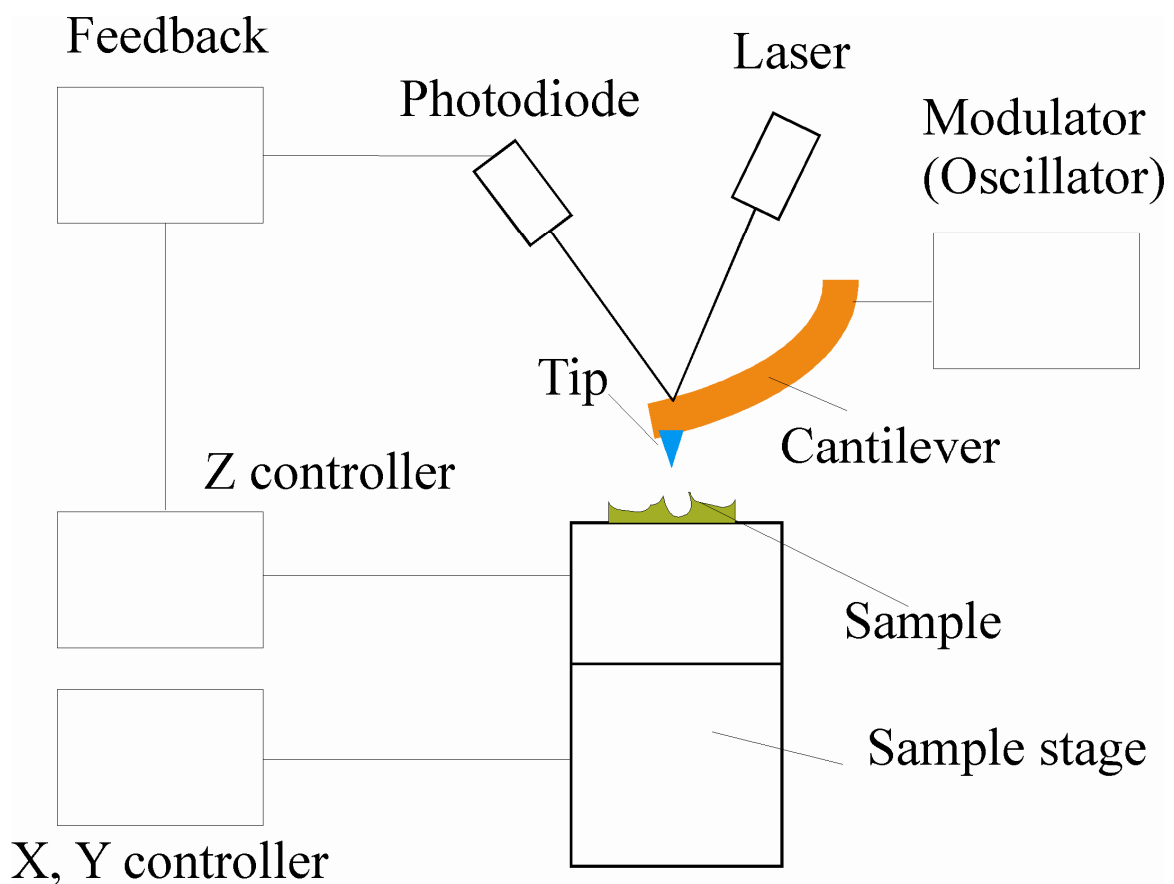 Feedback
Laser
Photodiode
Modulator
(Oscillator)
Tip
Cantilever
Z controller
Sample
Sample stage
X, Y controller